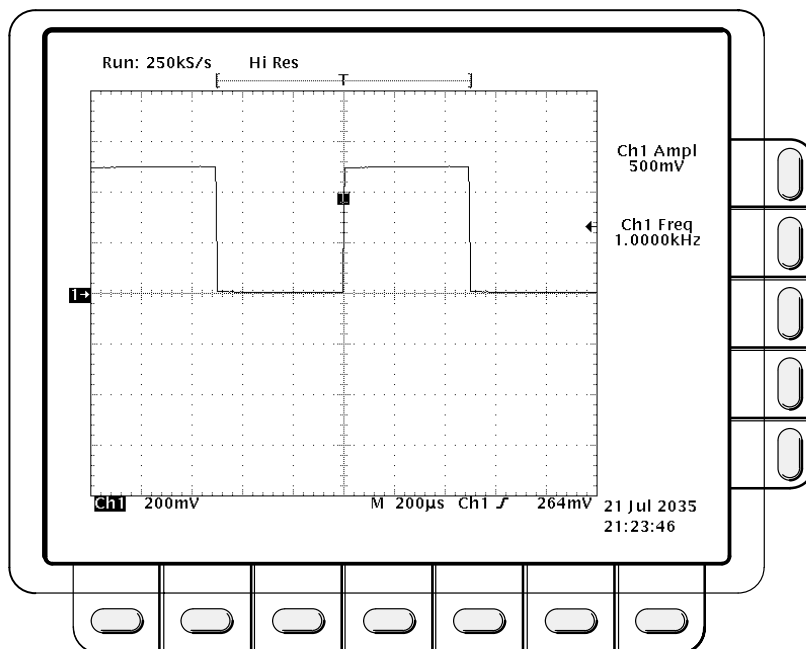 Run: 250kS/s Hi Res
T
Ch1 Ampl
500mV
T
Ch1 Freq
1.0000kHz
1→
Ch1 200mV M 200µs Ch1 ƒ 264mV
21 Jul 2035
21:23:46